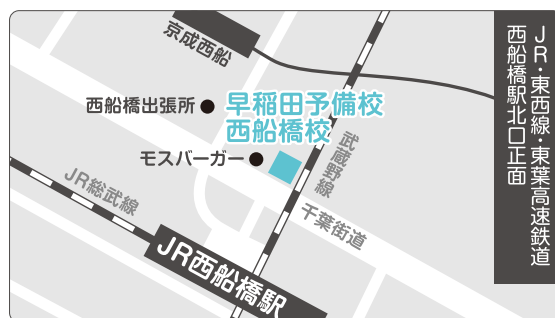 京成西船
JR・東西線・東葉高速鉄道
西船橋駅北口正面
西船橋出張所
早稲田予備校
西船橋校
モスバーガー
武蔵野線
JR総武線
千葉街道
JR西船橋駅